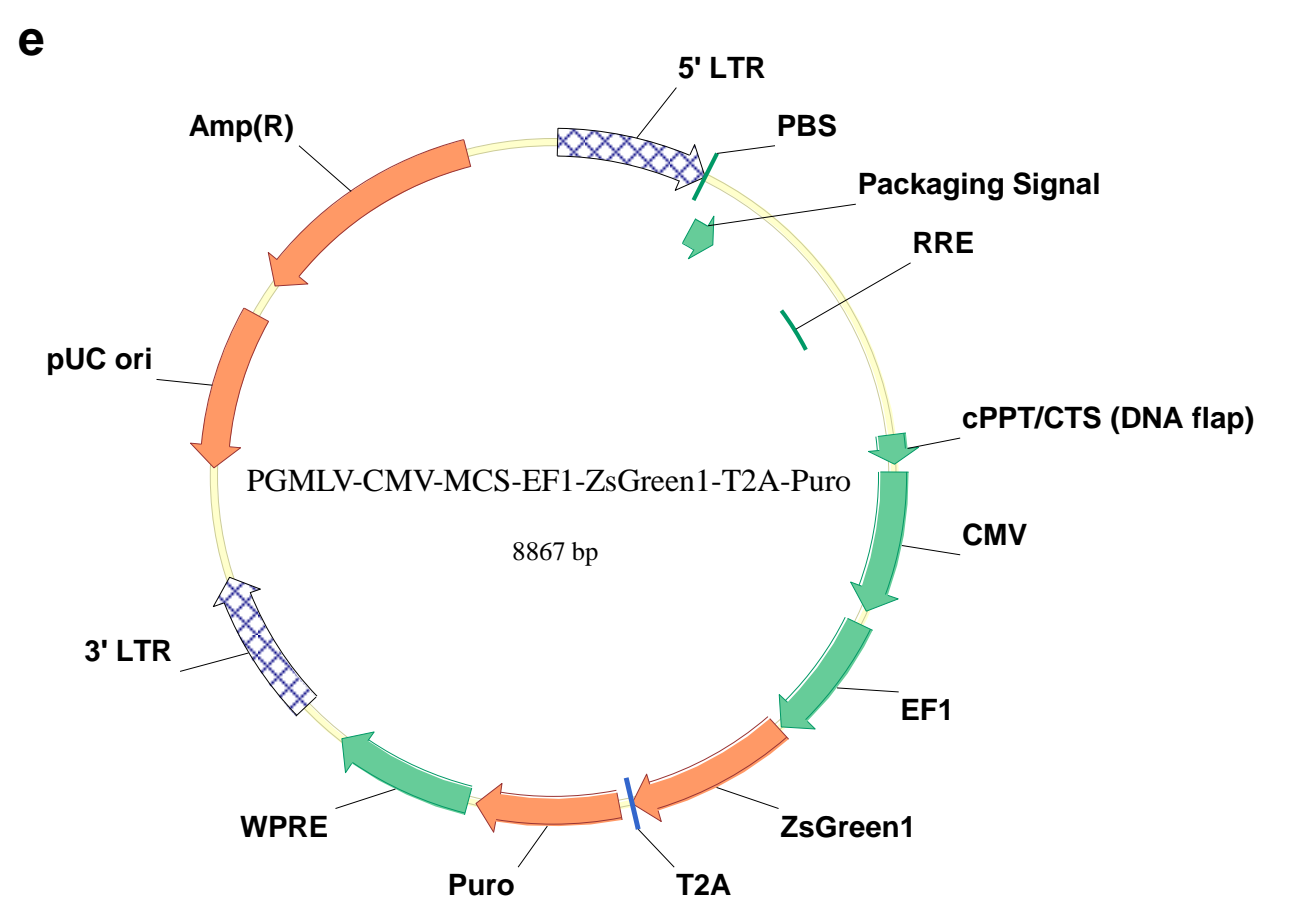 e
5' LTR
Amp(R)
PBS
Packaging Signal
RRE
pUC ori
cPPT/CTS (DNA flap)
PGMLV-CMV-MCS-EF1-ZsGreen1-T2A-Puro
CMV
8867 bp
3' LTR
EF1
WPRE
ZsGreen1
Puro
T2A